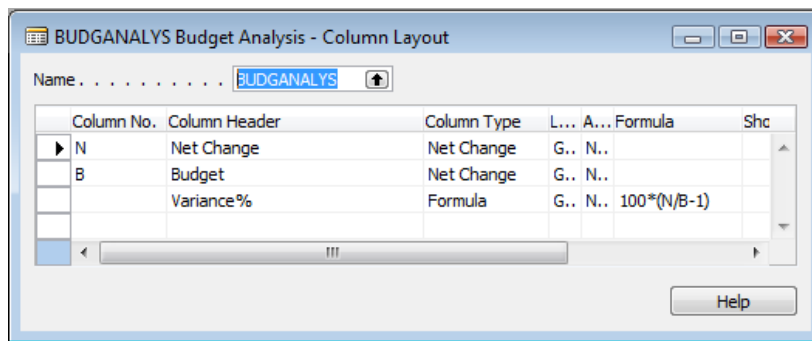 BUDGANALYS Budget Analysis - Column Layout
Name . . . . . . . . . . BUDGANALYS
Column No. Column Header Column Type L... A... Formula Sho
N Net Change Net Change G.. N..
B Budget Net Change G.. N..
Variance% Formula G.. N.. 100*(N/B-1)
Help